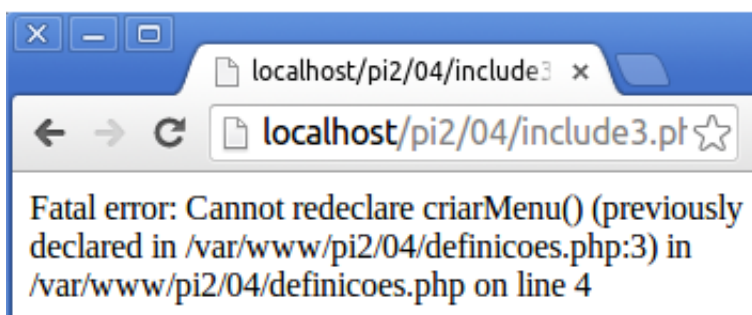 localhost/pi2/04/include3
localhost/pi2/04/include3.ph
Fatal error: Cannot redeclare criarMenu() (previously
declared in /var/www/pi2/04/definicoes.php:3) in
/var/www/pi2/04/definicoes.php on line 4